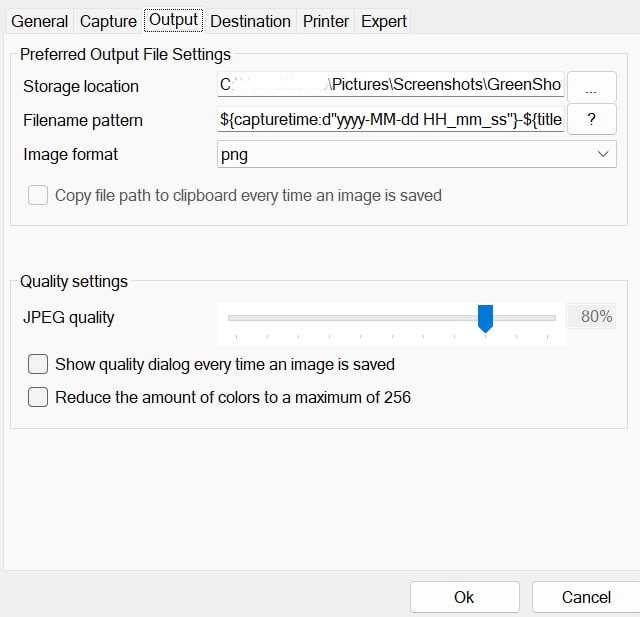 General Capture Output Destination Printer Expert
Preferred Output File Settings
Storage location C:\ \Pictures\Screenshots\GreenSho ...
Filename pattern ${capturetime:d"yyyy-MM-dd HH_mm_ss"}-${title ?
Image format png
Copy file path to clipboard every time an image is saved
Quality settings
JPEG quality 80%
Show quality dialog every time an image is saved
Reduce the amount of colors to a maximum of 256
Ok Cancel